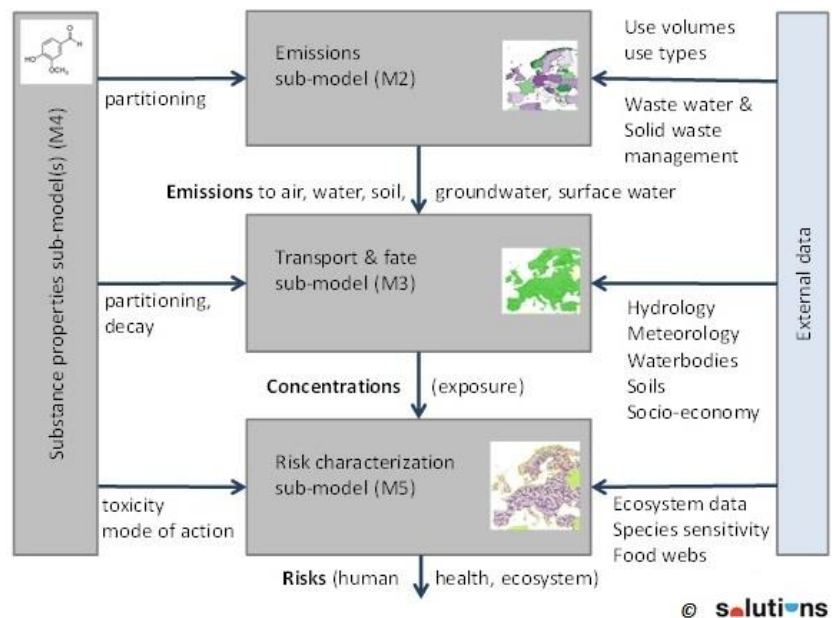 O
H
HO
OCH₃
Substance properties sub-model(s) (M4)
partitioning
Emissions
sub-model (M2)
Use volumes
use types
Waste water &
Solid waste
management
Emissions to air, water, soil, groundwater, surface water
partitioning,
decay
Transport & fate
sub-model (M3)
Hydrology
Meteorology
Waterbodies
Soils
Socio-economy
External data
Concentrations (exposure)
toxicity
mode of action
Risk characterization
sub-model (M5)
Ecosystem data
Species sensitivity
Food webs
Risks (human health, ecosystem)
© solutions